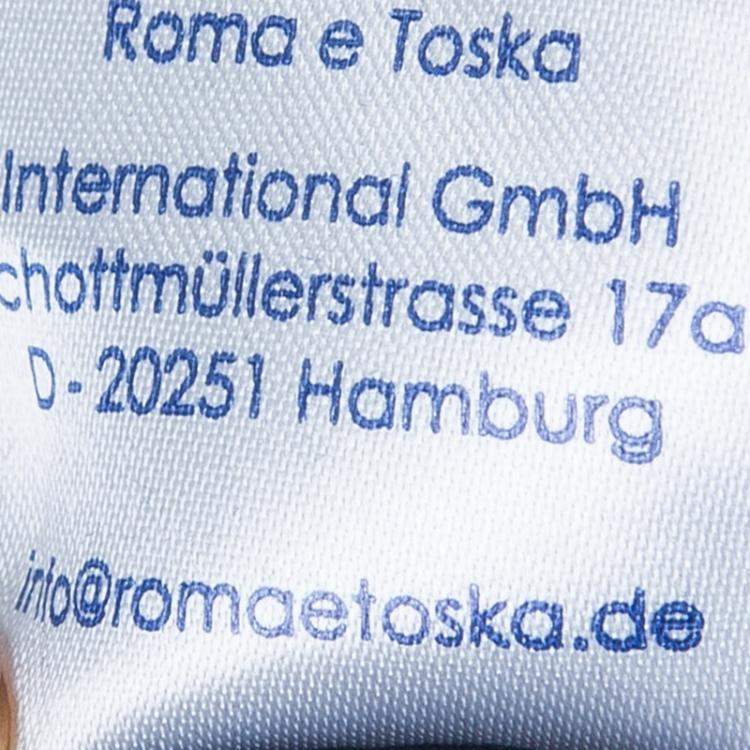 Roma e Toska
International GmbH
chottmüllerstrasse 17a
D - 20251 Hamburg
info@romaetoska.de